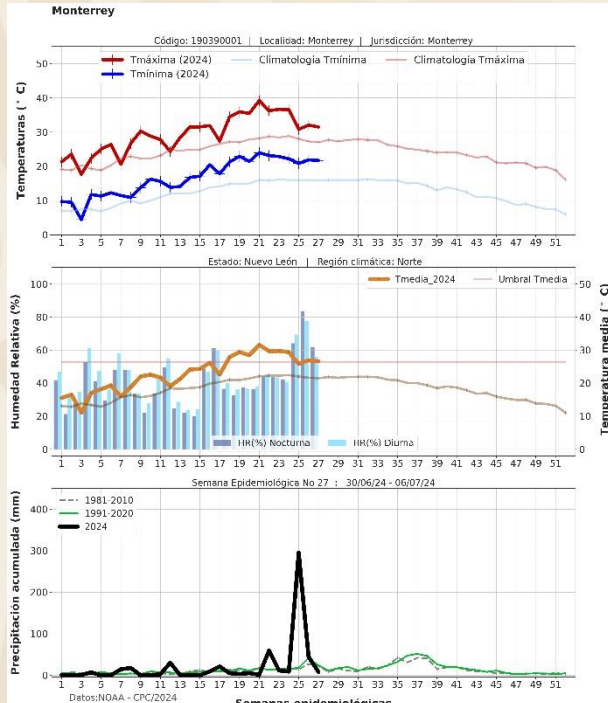 Monterrey
Código: 190390001 | Localidad: Monterrey | Jurisdicción: Monterrey
Tmáxima (2024)
Tmínima (2024)
Climatología Tmínima
Climatología Tmáxima
Temperaturas (° C)
50
40
30
20
10
0
1 3 5 7 9 11 13 15 17 19 21 23 25 27 29 31 33 35 37 39 41 43 45 47 49 51
Estado: Nuevo León | Región climática: Norte
Tmedia_2024
Umbral Tmedia
Humedad Relativa (%)
100
80
60
40
20
0
Temperatura media (° C)
50
40
30
20
10
0
HR(%) Nocturna
HR(%) Diurna
1 3 5 7 9 11 13 15 17 19 21 23 25 27 29 31 33 35 37 39 41 43 45 47 49 51
Semana Epidemiológica No 27 : 30/06/24 - 06/07/24
1981-2010
1991-2020
2024
Precipitación acumulada (mm)
400
300
200
100
0
1 3 5 7 9 11 13 15 17 19 21 23 25 27 29 31 33 35 37 39 41 43 45 47 49 51
Datos:NOAA - CPC/2024
Semanas epidemiológicas